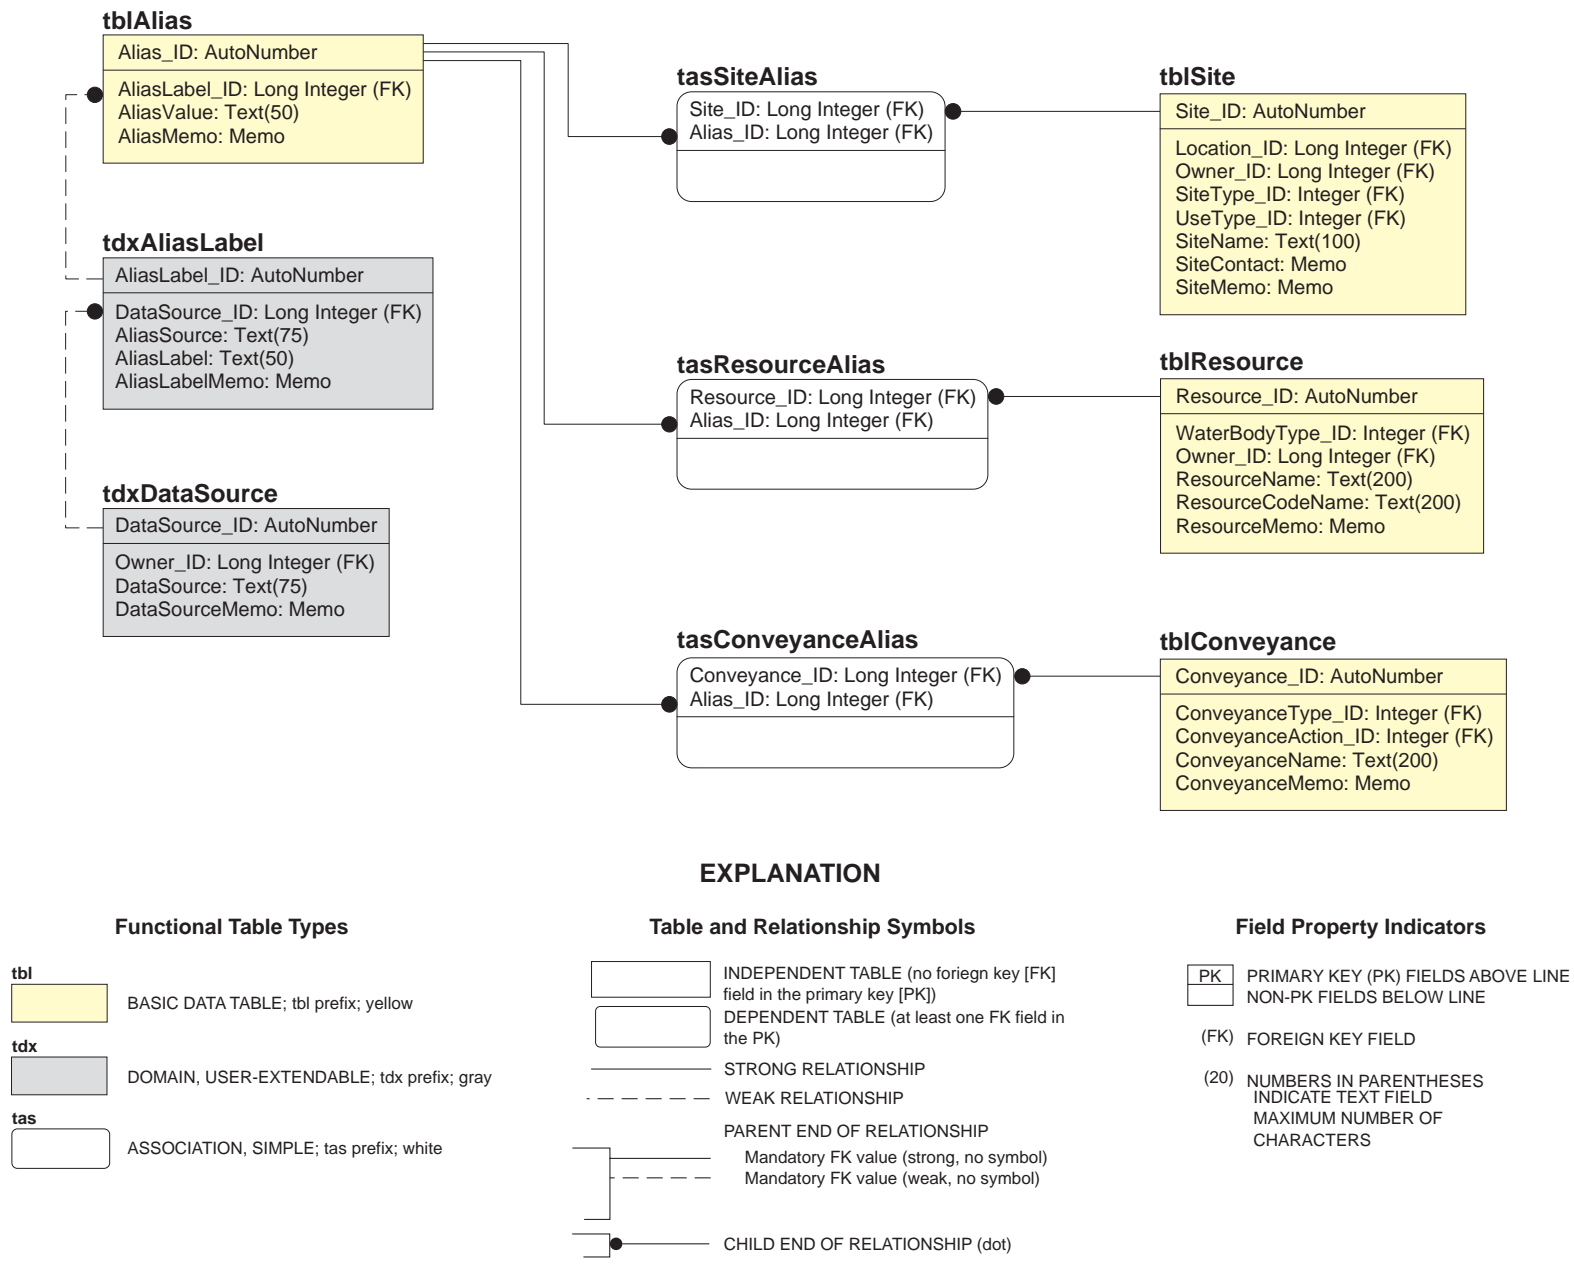 tblAlias
Alias_ID: AutoNumber
AliasLabel_ID: Long Integer (FK)
AliasValue: Text(50)
AliasMemo: Memo
tdxAliasLabel
AliasLabel_ID: AutoNumber
DataSource_ID: Long Integer (FK)
AliasSource: Text(75)
AliasLabel: Text(50)
AliasLabelMemo: Memo
tdxDataSource
DataSource_ID: AutoNumber
Owner_ID: Long Integer (FK)
DataSource: Text(75)
DataSourceMemo: Memo
tasSiteAlias
Site_ID: Long Integer (FK)
Alias_ID: Long Integer (FK)
tasResourceAlias
Resource_ID: Long Integer (FK)
Alias_ID: Long Integer (FK)
tasConveyanceAlias
Conveyance_ID: Long Integer (FK)
Alias_ID: Long Integer (FK)
tblSite
Site_ID: AutoNumber
Location_ID: Long Integer (FK)
Owner_ID: Long Integer (FK)
SiteType_ID: Integer (FK)
UseType_ID: Integer (FK)
SiteName: Text(100)
SiteContact: Memo
SiteMemo: Memo
tblResource
Resource_ID: AutoNumber
WaterBodyType_ID: Integer (FK)
Owner_ID: Long Integer (FK)
ResourceName: Text(200)
ResourceCodeName: Text(200)
ResourceMemo: Memo
tblConveyance
Conveyance_ID: AutoNumber
ConveyanceType_ID: Integer (FK)
ConveyanceAction_ID: Integer (FK)
ConveyanceName: Text(200)
ConveyanceMemo: Memo
EXPLANATION
Functional Table Types
tbl
BASIC DATA TABLE; tbl prefix; yellow
tdx
DOMAIN, USER-EXTENDABLE; tdx prefix; gray
tas
ASSOCIATION, SIMPLE; tas prefix; white
Table and Relationship Symbols
INDEPENDENT TABLE (no foriegn key [FK]
field in the primary key [PK])
DEPENDENT TABLE (at least one FK field in
the PK)
STRONG RELATIONSHIP
WEAK RELATIONSHIP
PARENT END OF RELATIONSHIP
Mandatory FK value (strong, no symbol)
Mandatory FK value (weak, no symbol)
CHILD END OF RELATIONSHIP (dot)
Field Property Indicators
PK PRIMARY KEY (PK) FIELDS ABOVE LINE
NON-PK FIELDS BELOW LINE
(FK) FOREIGN KEY FIELD
(20) NUMBERS IN PARENTHESES
INDICATE TEXT FIELD
MAXIMUM NUMBER OF
CHARACTERS